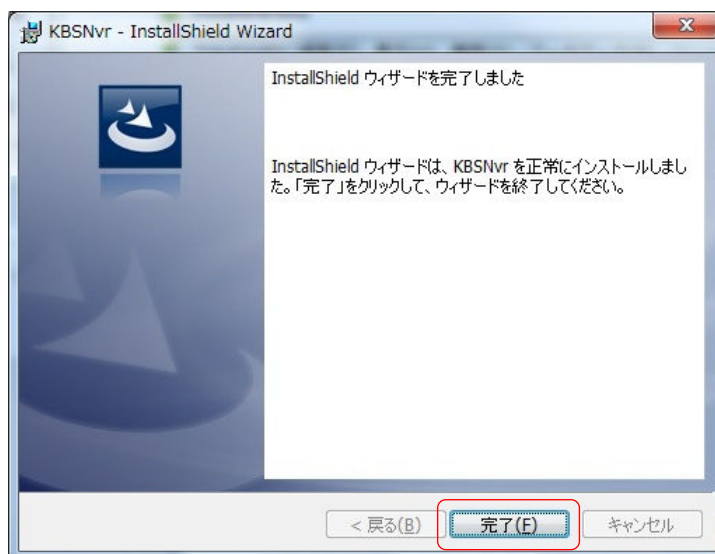 KBSNvr - InstallShield Wizard
InstallShield ウィザードを完了しました
InstallShield ウィザードは、KBSNvr を正常にインストールしまし
た。「完了」をクリックして、ウィザードを終了してください。
< 戻る(B) 完了(F) キャンセル